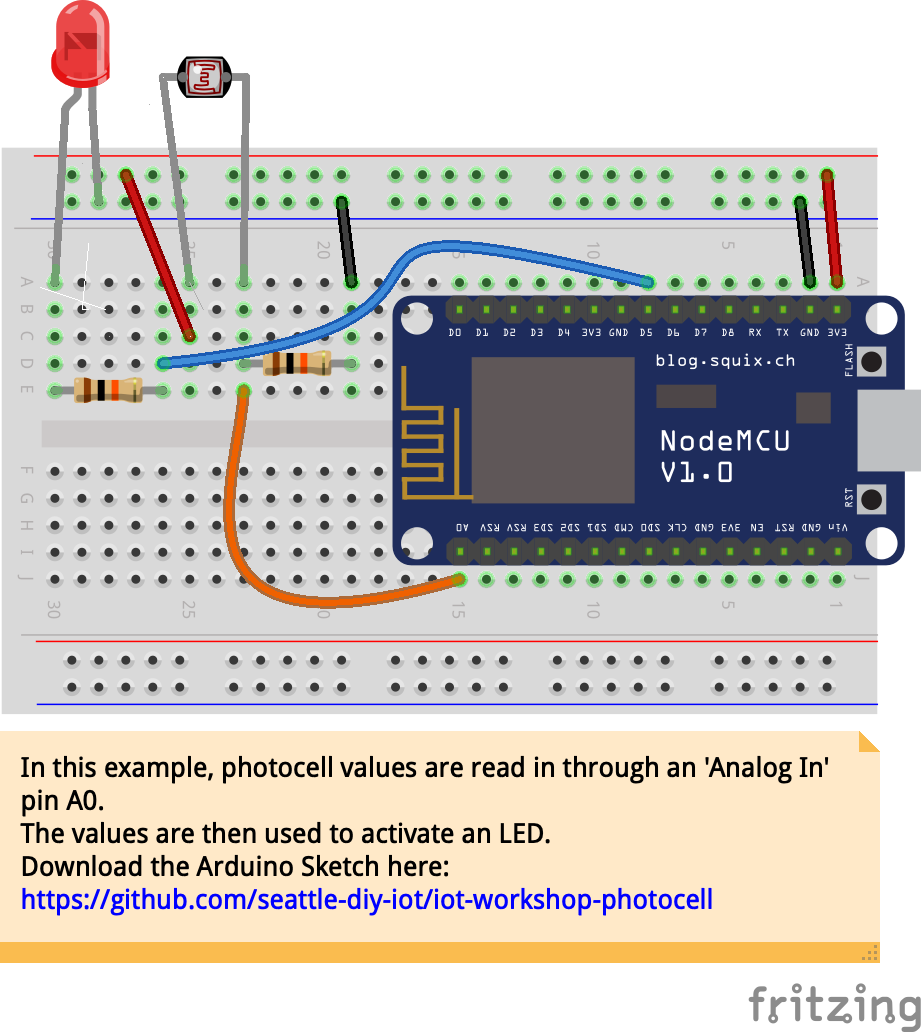 30
25
20
10
5
1
A
A
B
C
D
E
D0 D1 D2 D3 D4 3V3 GND D5 D6 D7 D8 RX TX GND 3V3
blog.squix.ch
FLASH
NodeMCU
V1.0
RST
A0 RSV RSV SD3 SD2 SD1 CMD SD0 CLK GND 3V3 EN RST GND Vin
F
G
H
I
J
J
30
25
20
15
10
5
1
In this example, photocell values are read in through an 'Analog In'
pin A0.
The values are then used to activate an LED.
Download the Arduino Sketch here:
https://github.com/seattle-diy-iot/iot-workshop-photocell
fritzing